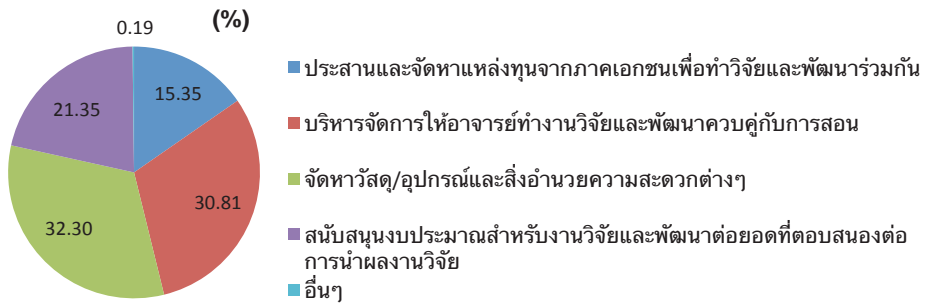 (%)
0.19
15.35
21.35
30.81
32.30
ประสานและจัดหาแหล่งทุนจากภาคเอกชนเพื่อทำวิจัยและพัฒนาร่วมกัน
บริหารจัดการให้อาจารย์ทำงานวิจัยและพัฒนาควบคู่กับการสอน
จัดหาวัสดุ/อุปกรณ์และสิ่งอำนวยความสะดวกต่างๆ
สนับสนุนงบประมาณสำหรับงานวิจัยและพัฒนาต่อยอดที่ตอบสนองต่อ
การนำผลงานวิจัย
อื่นๆ